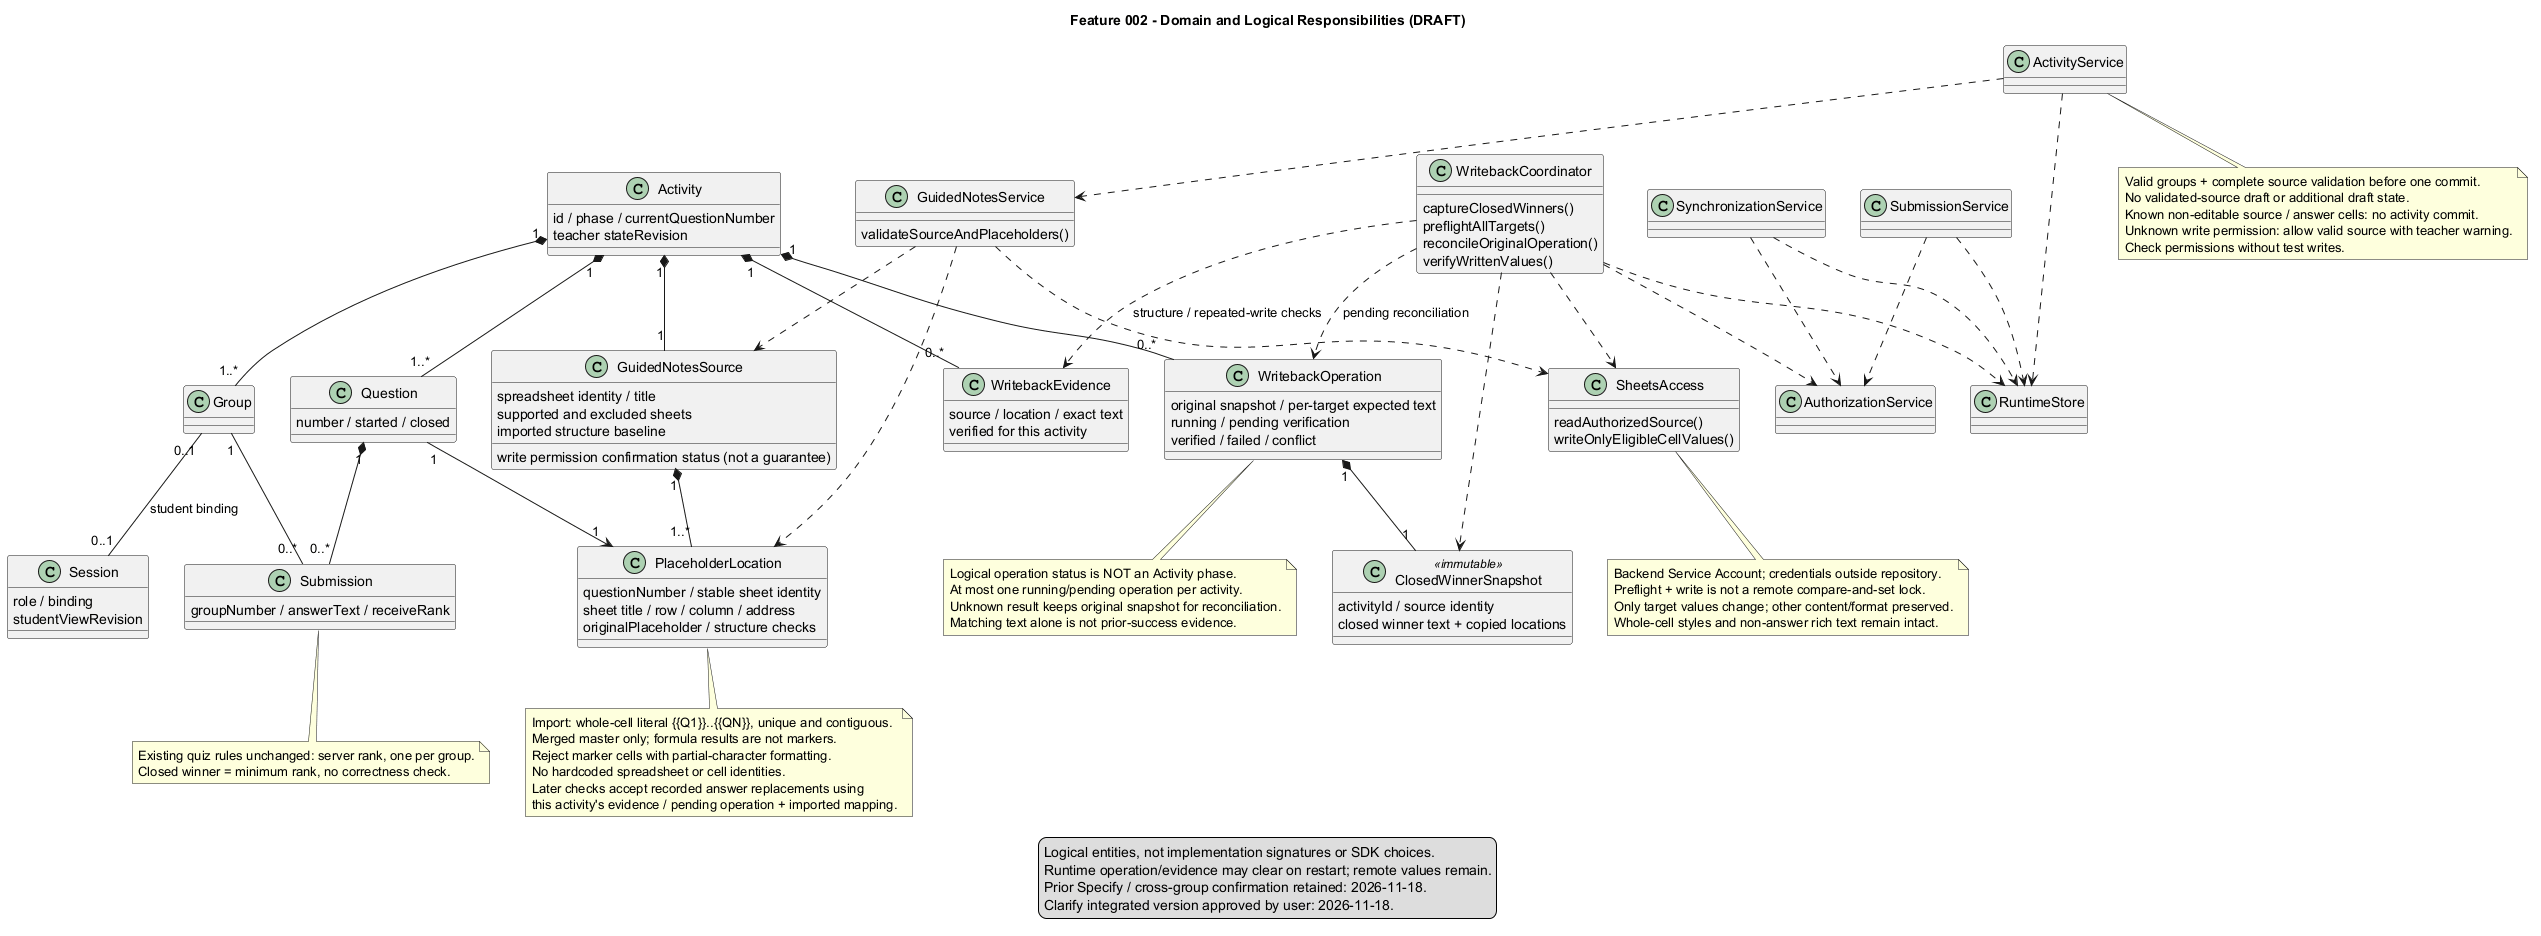 Feature 002 - Domain and Logical Responsibilities (DRAFT)
C ActivityService
Valid groups + complete source validation before one commit.
No validated-source draft or additional draft state.
Known non-editable source / answer cells: no activity commit.
Unknown write permission: allow valid source with teacher warning.
Check permissions without test writes.
C Activity
id / phase / currentQuestionNumber
teacher stateRevision
C GuidedNotesService
validateSourceAndPlaceholders()
C WritebackCoordinator
captureClosedWinners()
preflightAllTargets()
reconcileOriginalOperation()
verifyWrittenValues()
C SynchronizationService
C SubmissionService
1
1
1
1
1
structure / repeated-write checks
pending reconciliation
1..*
1..*
1
0..*
0..*
C Group
C Question
number / started / closed
C GuidedNotesSource
spreadsheet identity / title
supported and excluded sheets
imported structure baseline
write permission confirmation status (not a guarantee)
C WritebackEvidence
source / location / exact text
verified for this activity
C WritebackOperation
original snapshot / per-target expected text
running / pending verification
verified / failed / conflict
C SheetsAccess
readAuthorizedSource()
writeOnlyEligibleCellValues()
C AuthorizationService
C RuntimeStore
0..1
1
1
1
1
1
student binding
0..1
0..*
0..*
1
1..*
1
C Session
role / binding
studentViewRevision
C Submission
groupNumber / answerText / receiveRank
C PlaceholderLocation
questionNumber / stable sheet identity
sheet title / row / column / address
originalPlaceholder / structure checks
Logical operation status is NOT an Activity phase.
At most one running/pending operation per activity.
Unknown result keeps original snapshot for reconciliation.
Matching text alone is not prior-success evidence.
C «immutable»
ClosedWinnerSnapshot
activityId / source identity
closed winner text + copied locations
Backend Service Account; credentials outside repository.
Preflight + write is not a remote compare-and-set lock.
Only target values change; other content/format preserved.
Whole-cell styles and non-answer rich text remain intact.
Existing quiz rules unchanged: server rank, one per group.
Closed winner = minimum rank, no correctness check.
Import: whole-cell literal {{Q1}}..{{QN}}, unique and contiguous.
Merged master only; formula results are not markers.
Reject marker cells with partial-character formatting.
No hardcoded spreadsheet or cell identities.
Later checks accept recorded answer replacements using
this activity's evidence / pending operation + imported mapping.
Logical entities, not implementation signatures or SDK choices.
Runtime operation/evidence may clear on restart; remote values remain.
Prior Specify / cross-group confirmation retained: 2026-11-18.
Clarify integrated version approved by user: 2026-11-18.